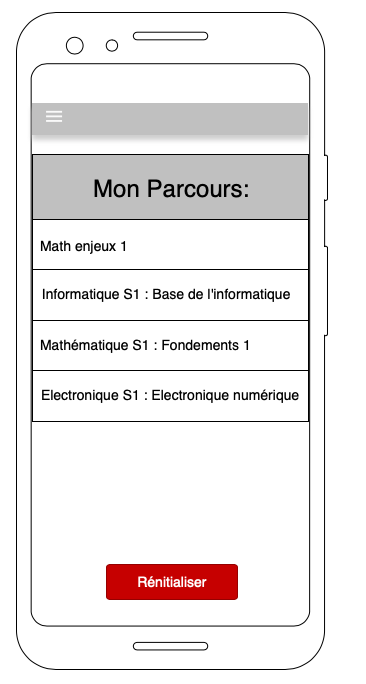 Mon Parcours:
Math enjeux 1
Informatique S1 : Base de l'informatique
Mathématique S1 : Fondements 1
Electronique S1 : Electronique numérique
Rénitialiser